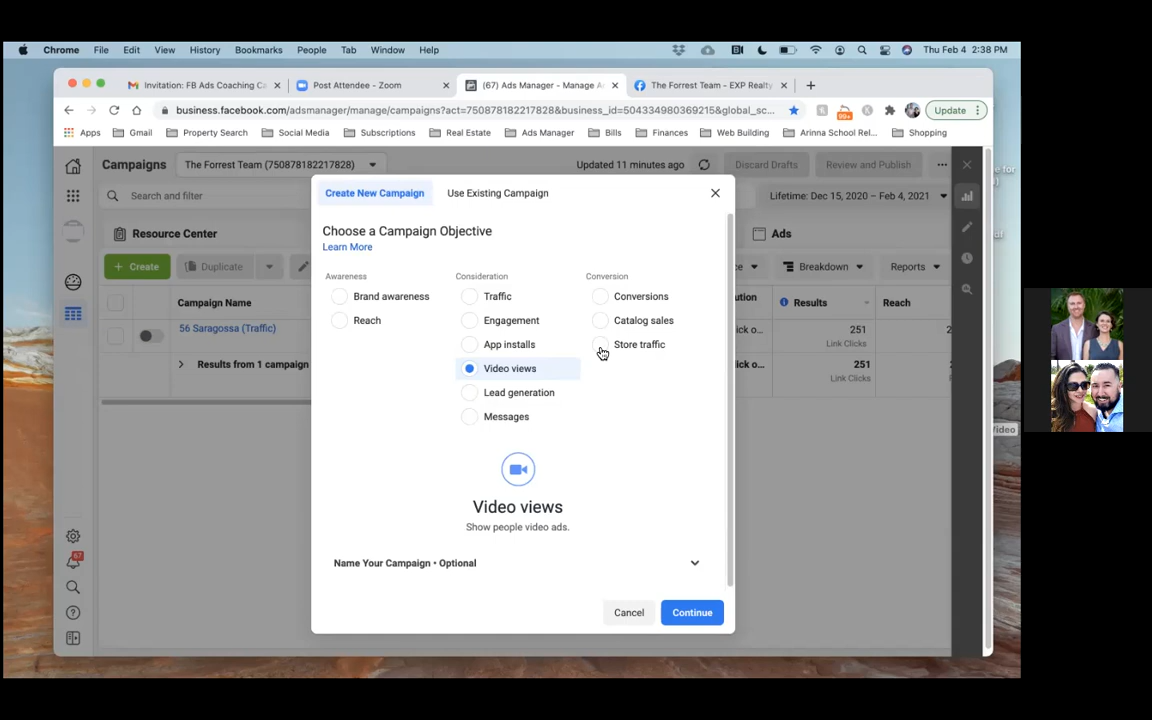 Chrome File Edit View History Bookmarks People Tab Window Help Thu Feb 4 2:38 PM
Invitation: FB Ads Coaching Ca
Post Attendee - Zoom
(67) Ads Manager - Manage A
The Forrest Team - EXP Realty
business.facebook.com/adsmanager/manage/campaigns?act=750878182217828&business_id=504334980369215&global_sc...
99+
Update
Apps Gmail Property Search Social Media Subscriptions Real Estate Ads Manager Bills Finances Web Building Arinna School Rel... Shopping
Campaigns
The Forrest Team (750878182217828)
Updated 11 minutes ago
Discard Drafts
Review and Publish
Search and filter
Lifetime: Dec 15, 2020 – Feb 4, 2021
Resource Center
Ads
+ Create
Duplicate
Breakdown
Reports
Campaign Name
Results
Reach
56 Saragossa (Traffic)
251
Link Clicks
Results from 1 campaign
251
Link Clicks
67
Create New Campaign
Use Existing Campaign
Choose a Campaign Objective
Learn More
Awareness
Brand awareness
Reach
Consideration
Traffic
Engagement
App installs
Video views
Lead generation
Messages
Conversion
Conversions
Catalog sales
Store traffic
Video views
Show people video ads.
Name Your Campaign • Optional
Cancel
Continue
Video